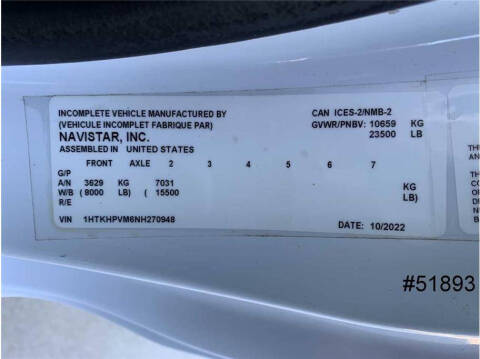 INCOMPLETE VEHICLE MANUFACTURED BY
(VEHICULE INCOMPLET FABRIQUE PAR)
NAVISTAR, INC.
ASSEMBLED IN UNITED STATES
CAN ICES-2/NMB-2
GVWR/PNBV: 10659 KG
23500 LB
FRONT AXLE 2 3 4 5 6 7
G/P
A/N 3629 KG 7031 KG
W/B ( 8000 LB) ( 15500 LB)
R/E
VIN 1HTKHPVM6NH270948
DATE: 10/2022
#51893